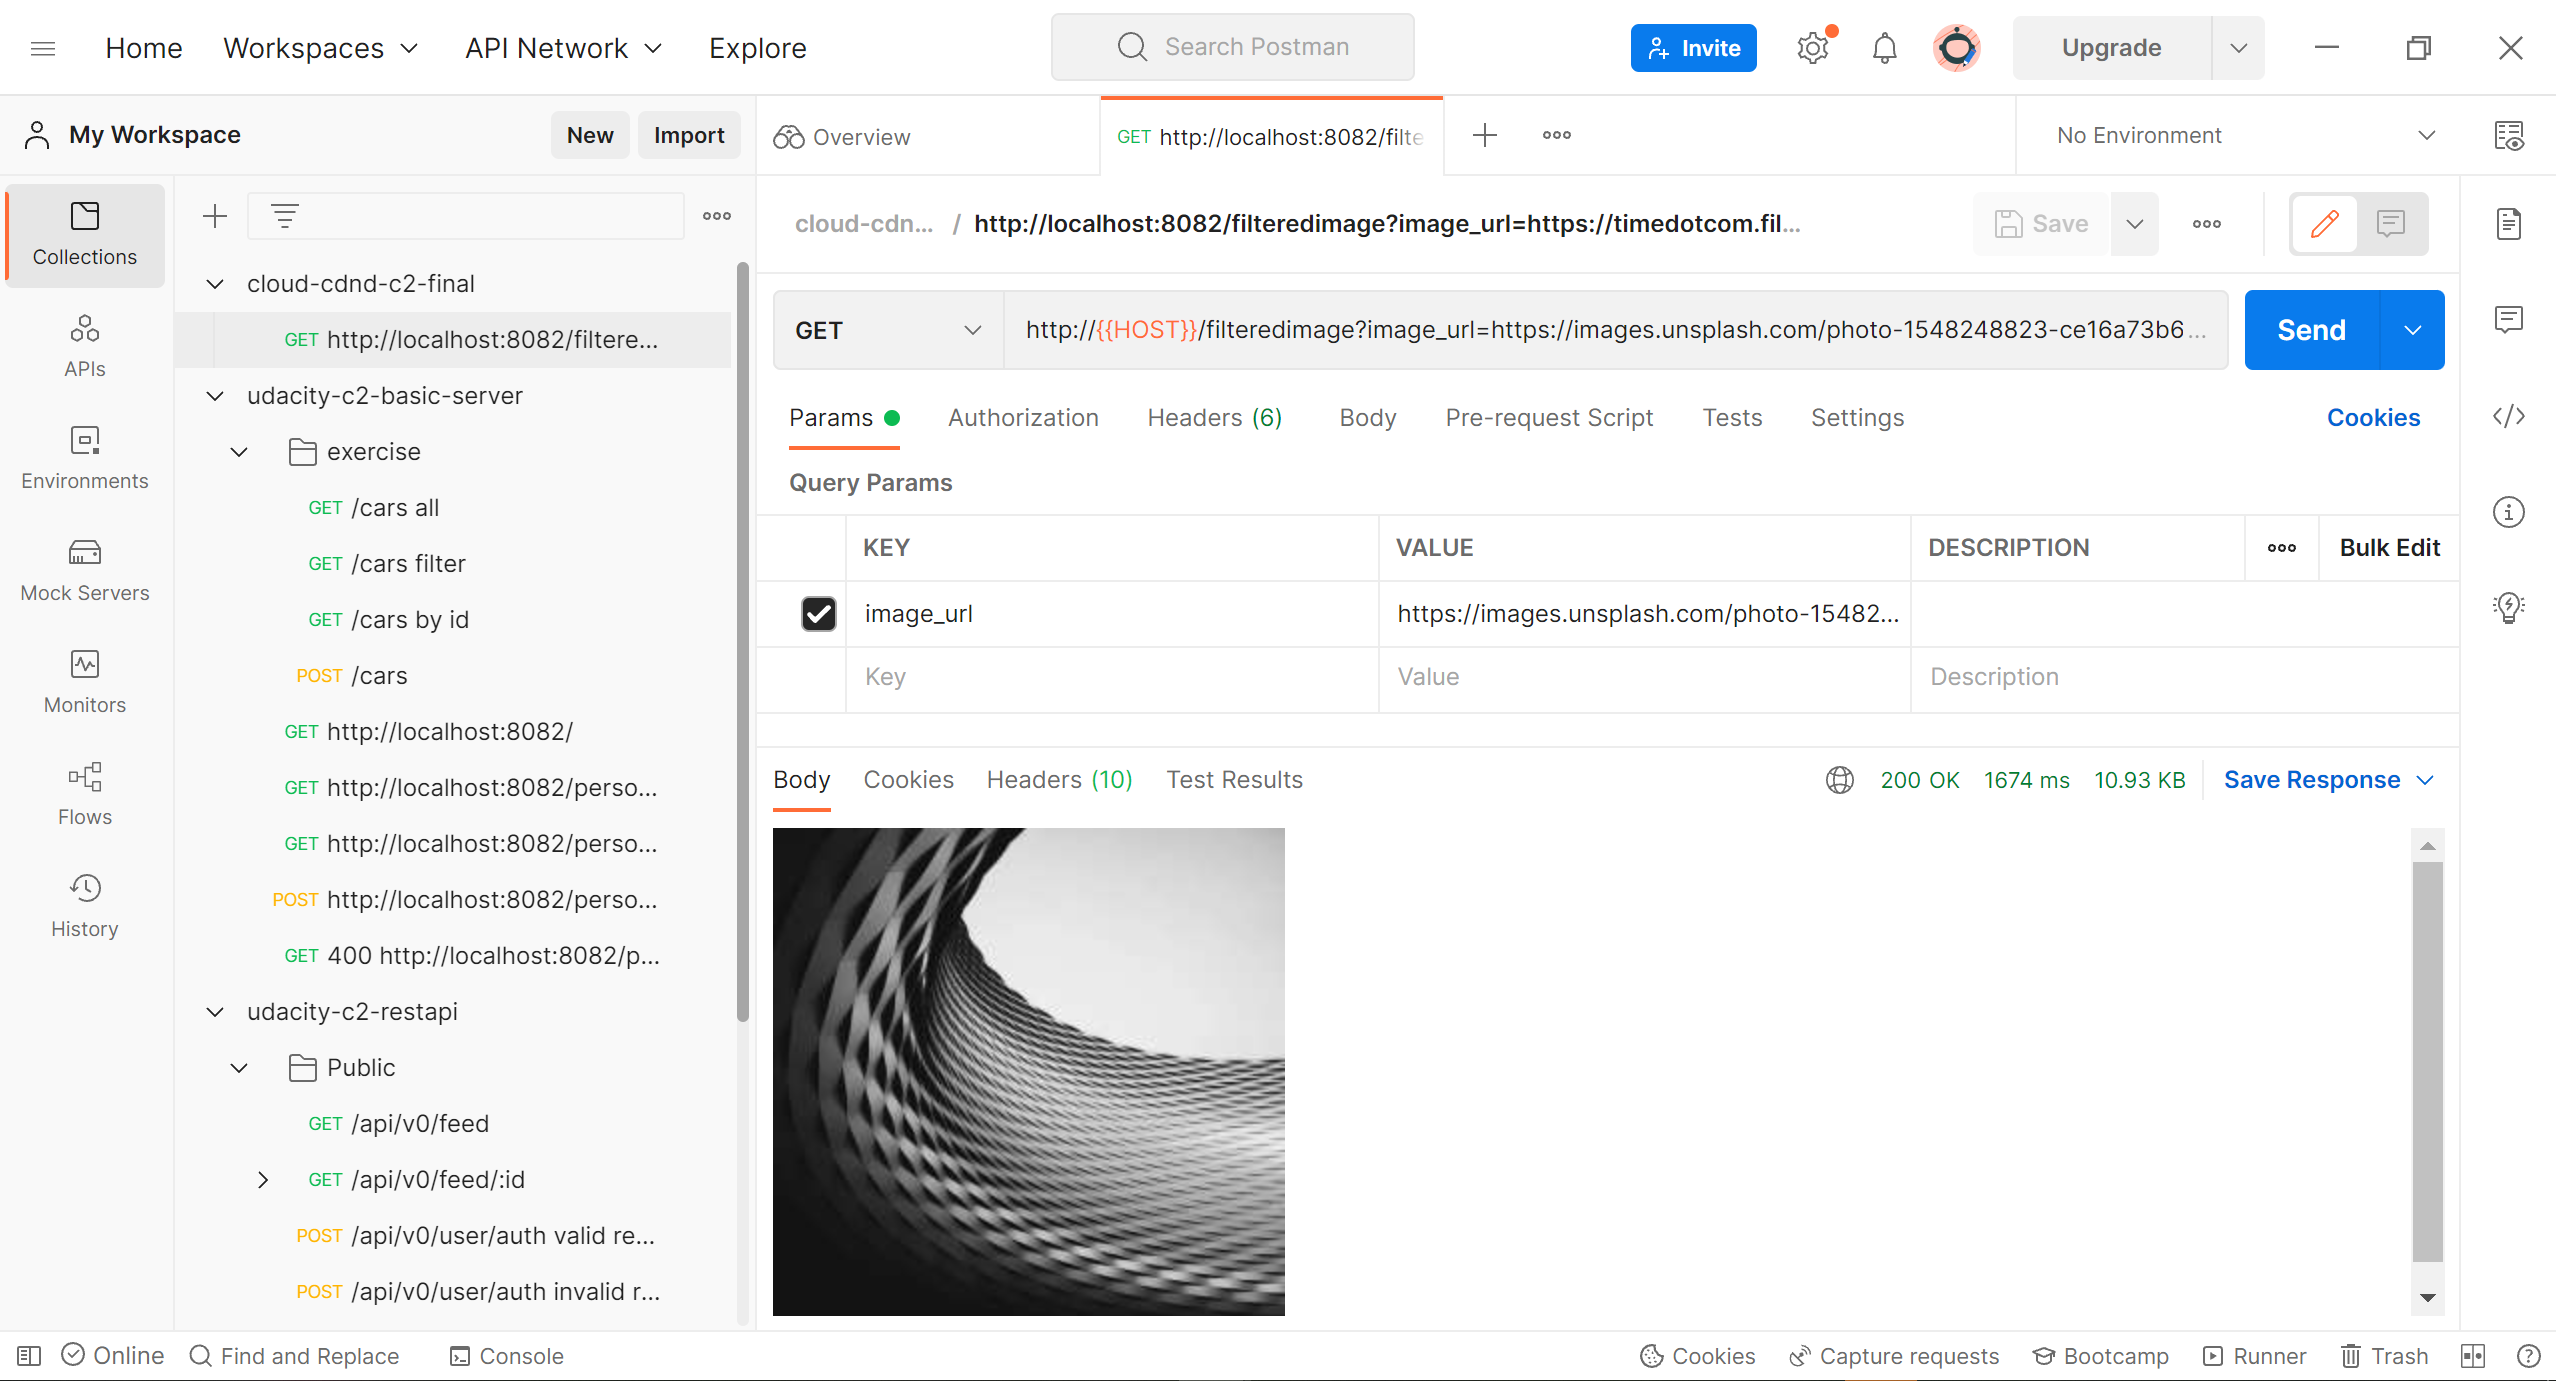 Home Workspaces API Network Explore Search Postman Invite Upgrade
My Workspace New Import
Overview GET http://localhost:8082/filte No Environment
Collections
APIs
Environments
Mock Servers
Monitors
Flows
History
cloud-cdnd-c2-final
GET http://localhost:8082/filtere...
udacity-c2-basic-server
exercise
GET /cars all
GET /cars filter
GET /cars by id
POST /cars
GET http://localhost:8082/
GET http://localhost:8082/perso...
GET http://localhost:8082/perso...
POST http://localhost:8082/perso...
GET 400 http://localhost:8082/p...
udacity-c2-restapi
Public
GET /api/v0/feed
GET /api/v0/feed/:id
POST /api/v0/user/auth valid re...
POST /api/v0/user/auth invalid r...
cloud-cdn... / http://localhost:8082/filteredimage?image_url=https://timedotcom.fil... Save
GET http://{{HOST}}/filteredimage?image_url=https://images.unsplash.com/photo-1548248823-ce16a73b6... Send
Params Authorization Headers (6) Body Pre-request Script Tests Settings Cookies
Query Params
KEY VALUE DESCRIPTION Bulk Edit
image_url https://images.unsplash.com/photo-15482...
Key Value Description
Body Cookies Headers (10) Test Results 200 OK 1674 ms 10.93 KB Save Response
Online Find and Replace Console Cookies Capture requests Bootcamp Runner Trash